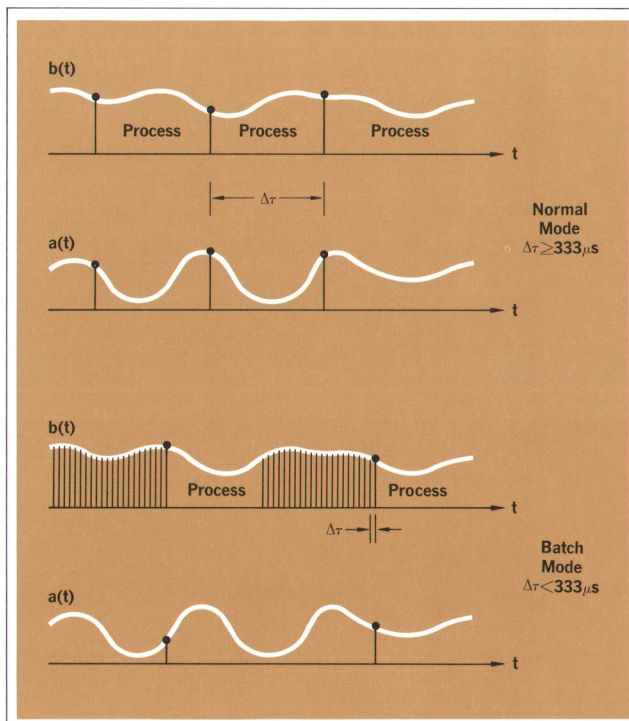 b(t)
Process Process Process
t
Δτ
a(t)
t
Normal
Mode
Δτ≥333μs
b(t)
Process Process
t
Δτ
a(t)
t
Batch
Mode
Δτ<333μs